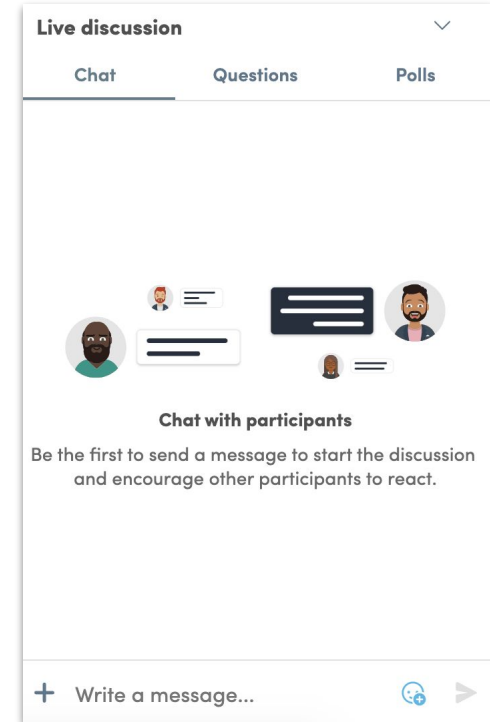 Live discussion
Chat Questions Polls
Chat with participants
Be the first to send a message to start the discussion
and encourage other participants to react.
Write a message...